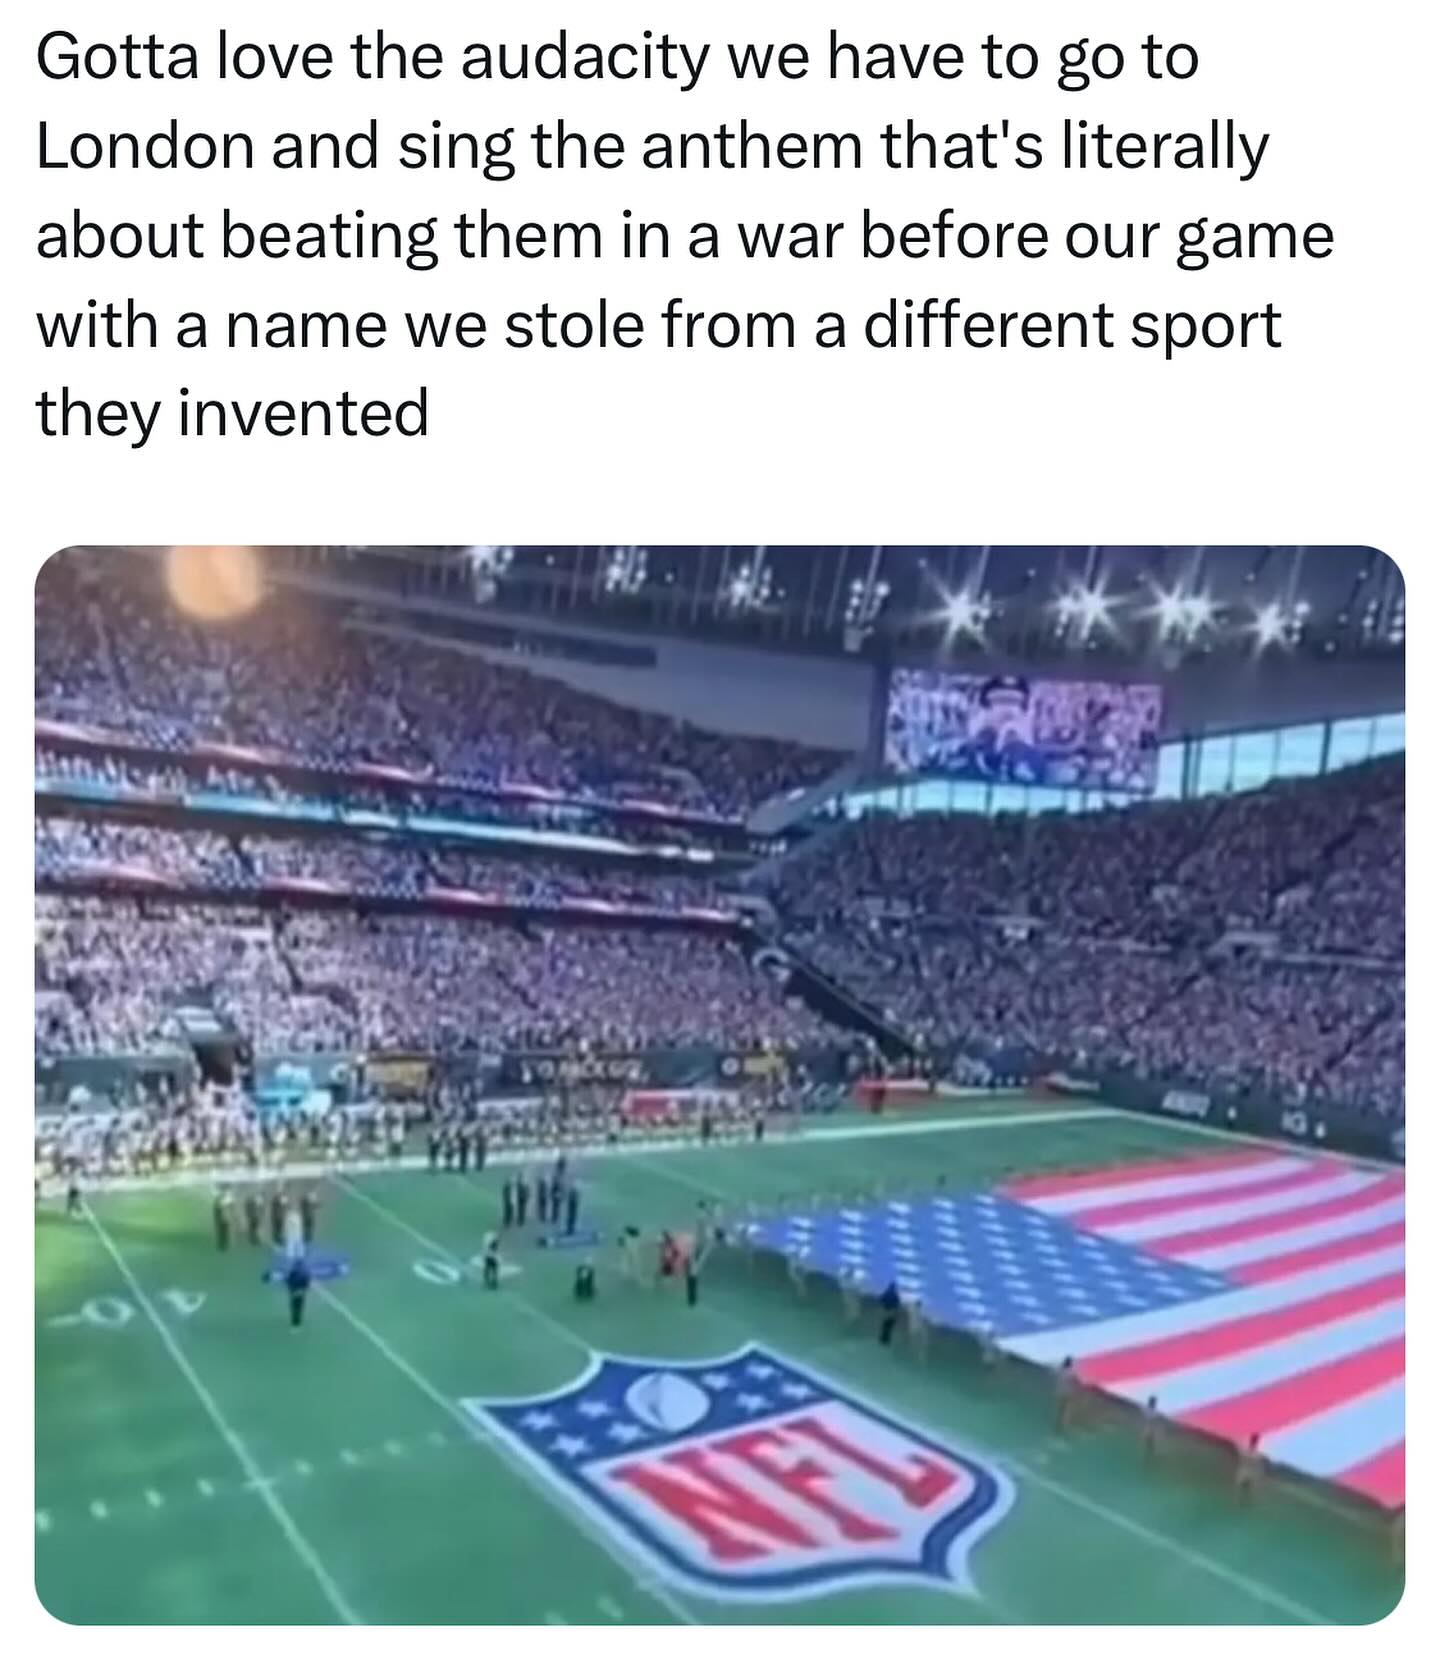 Gotta love the audacity we have to go to
London and sing the anthem that's literally
about beating them in a war before our game
with a name we stole from a different sport
they invented
NFL